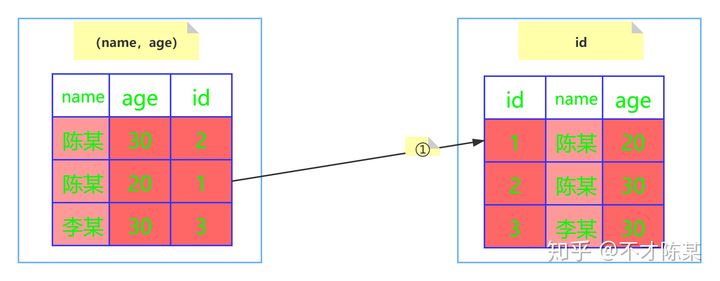 (name，age)
name age id
陈某 30 2
陈某 20 1
李某 30 3
①
id
id name age
1 陈某 20
2 陈某 30
3 李某 30
知乎 @不才陈某